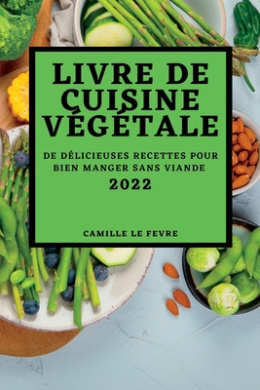 LIVRE DE
CUISINE
VÉGÉTALE
DE DÉLICIEUSES RECETTES POUR
BIEN MANGER SANS VIANDE
2022
CAMILLE LE FEVRE